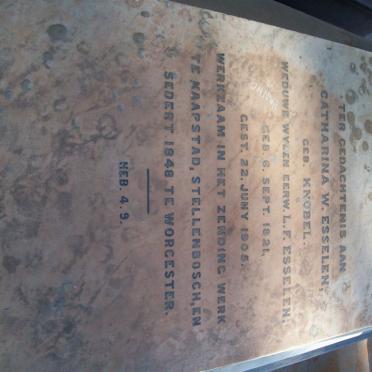 TER GEDACHTENIS AAN
CATHARINA W. ESSELEN,
GEB. KNOBEL.
WEDUWE WYLEN EERW. L.F. ESSELEN,
GEB. 6. SEPT. 1821,
GEST. 22. JUNY 1905.
WERKZAAM IN HET ZENDING WERK
TE KAAPSTAD, STELLENBOSCH, EN
SEDERT 1848 TE WORCESTER.
HEB. 4. 9.